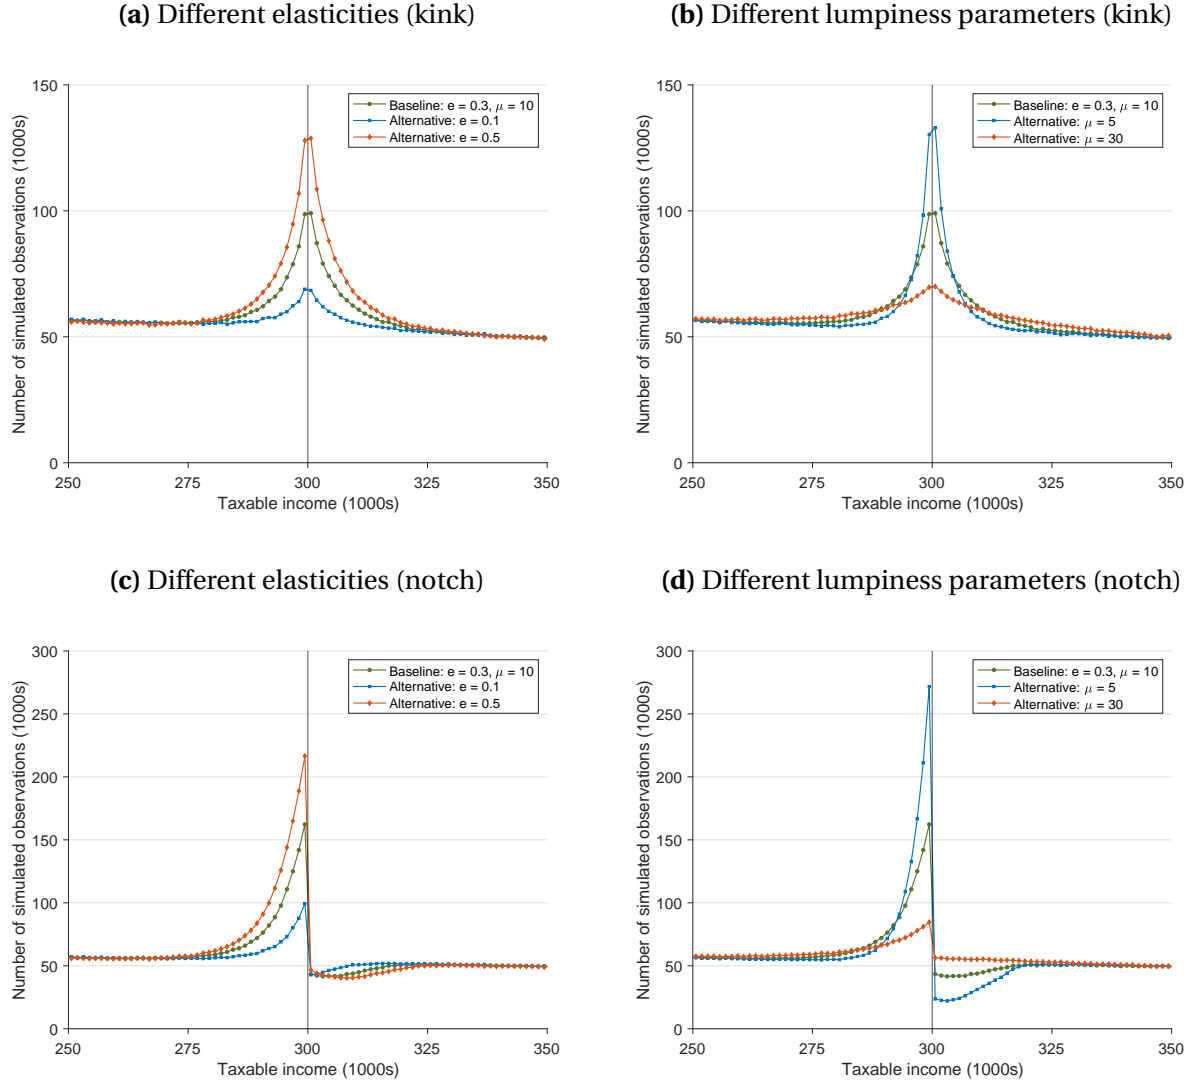 (a) Different elasticities (kink)
150
100
50
0
250 275 300 325 350
Number of simulated observations (1000s)
Taxable income (1000s)
Baseline: e = 0.3, μ = 10
Alternative: e = 0.1
Alternative: e = 0.5
(b) Different lumpiness parameters (kink)
150
100
50
0
250 275 300 325 350
Number of simulated observations (1000s)
Taxable income (1000s)
Baseline: e = 0.3, μ = 10
Alternative: μ = 5
Alternative: μ = 30
(c) Different elasticities (notch)
300
250
200
150
100
50
0
250 275 300 325 350
Number of simulated observations (1000s)
Taxable income (1000s)
Baseline: e = 0.3, μ = 10
Alternative: e = 0.1
Alternative: e = 0.5
(d) Different lumpiness parameters (notch)
300
250
200
150
100
50
0
250 275 300 325 350
Number of simulated observations (1000s)
Taxable income (1000s)
Baseline: e = 0.3, μ = 10
Alternative: μ = 5
Alternative: μ = 30